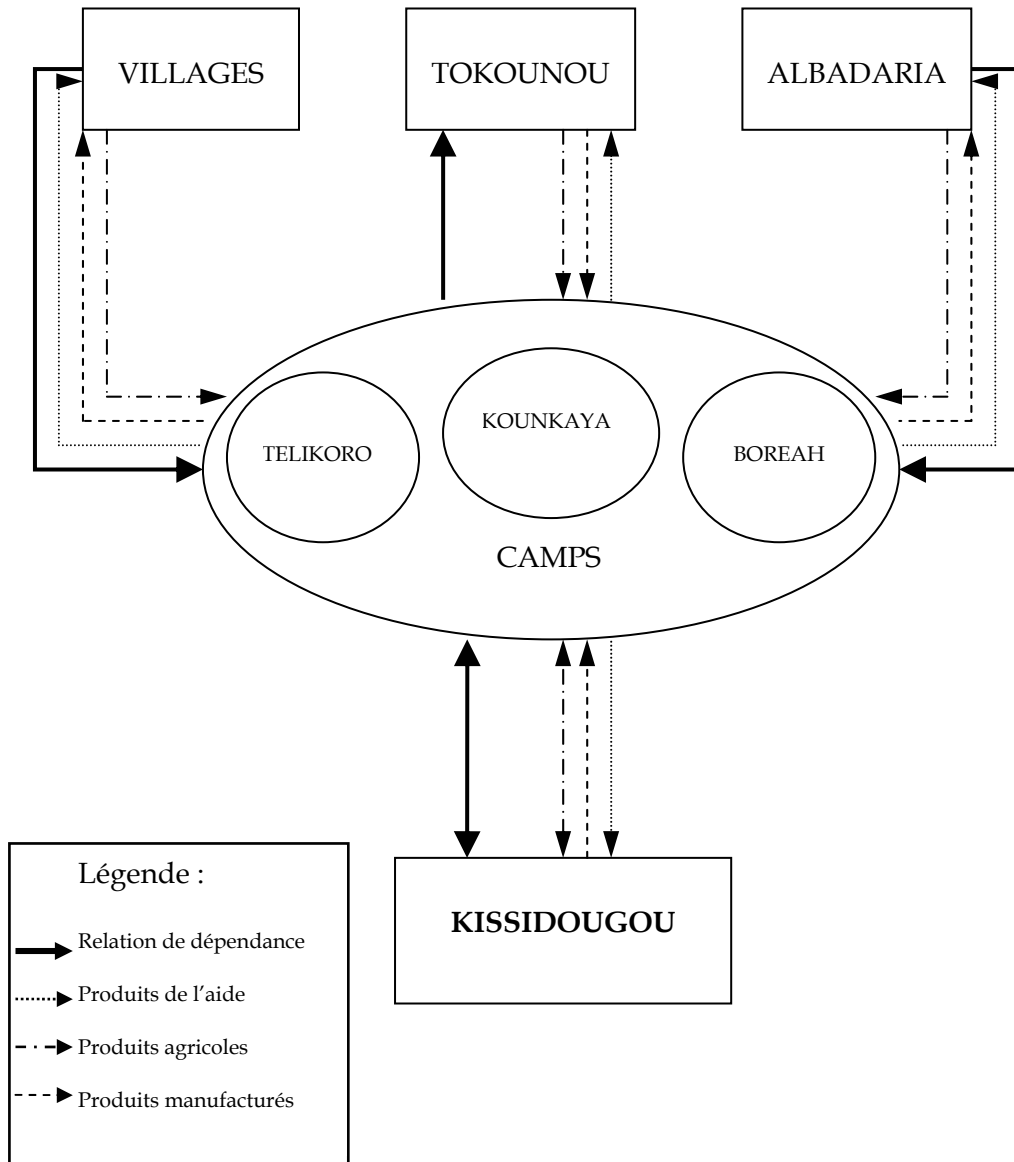 VILLAGES
TOKOUNOU
ALBADARIA
TELIKORO
KOUNKAYA
BOREAH
CAMPS
KISSIDOUGOU
Légende :
Relation de dépendance
Produits de l’aide
Produits agricoles
Produits manufacturés